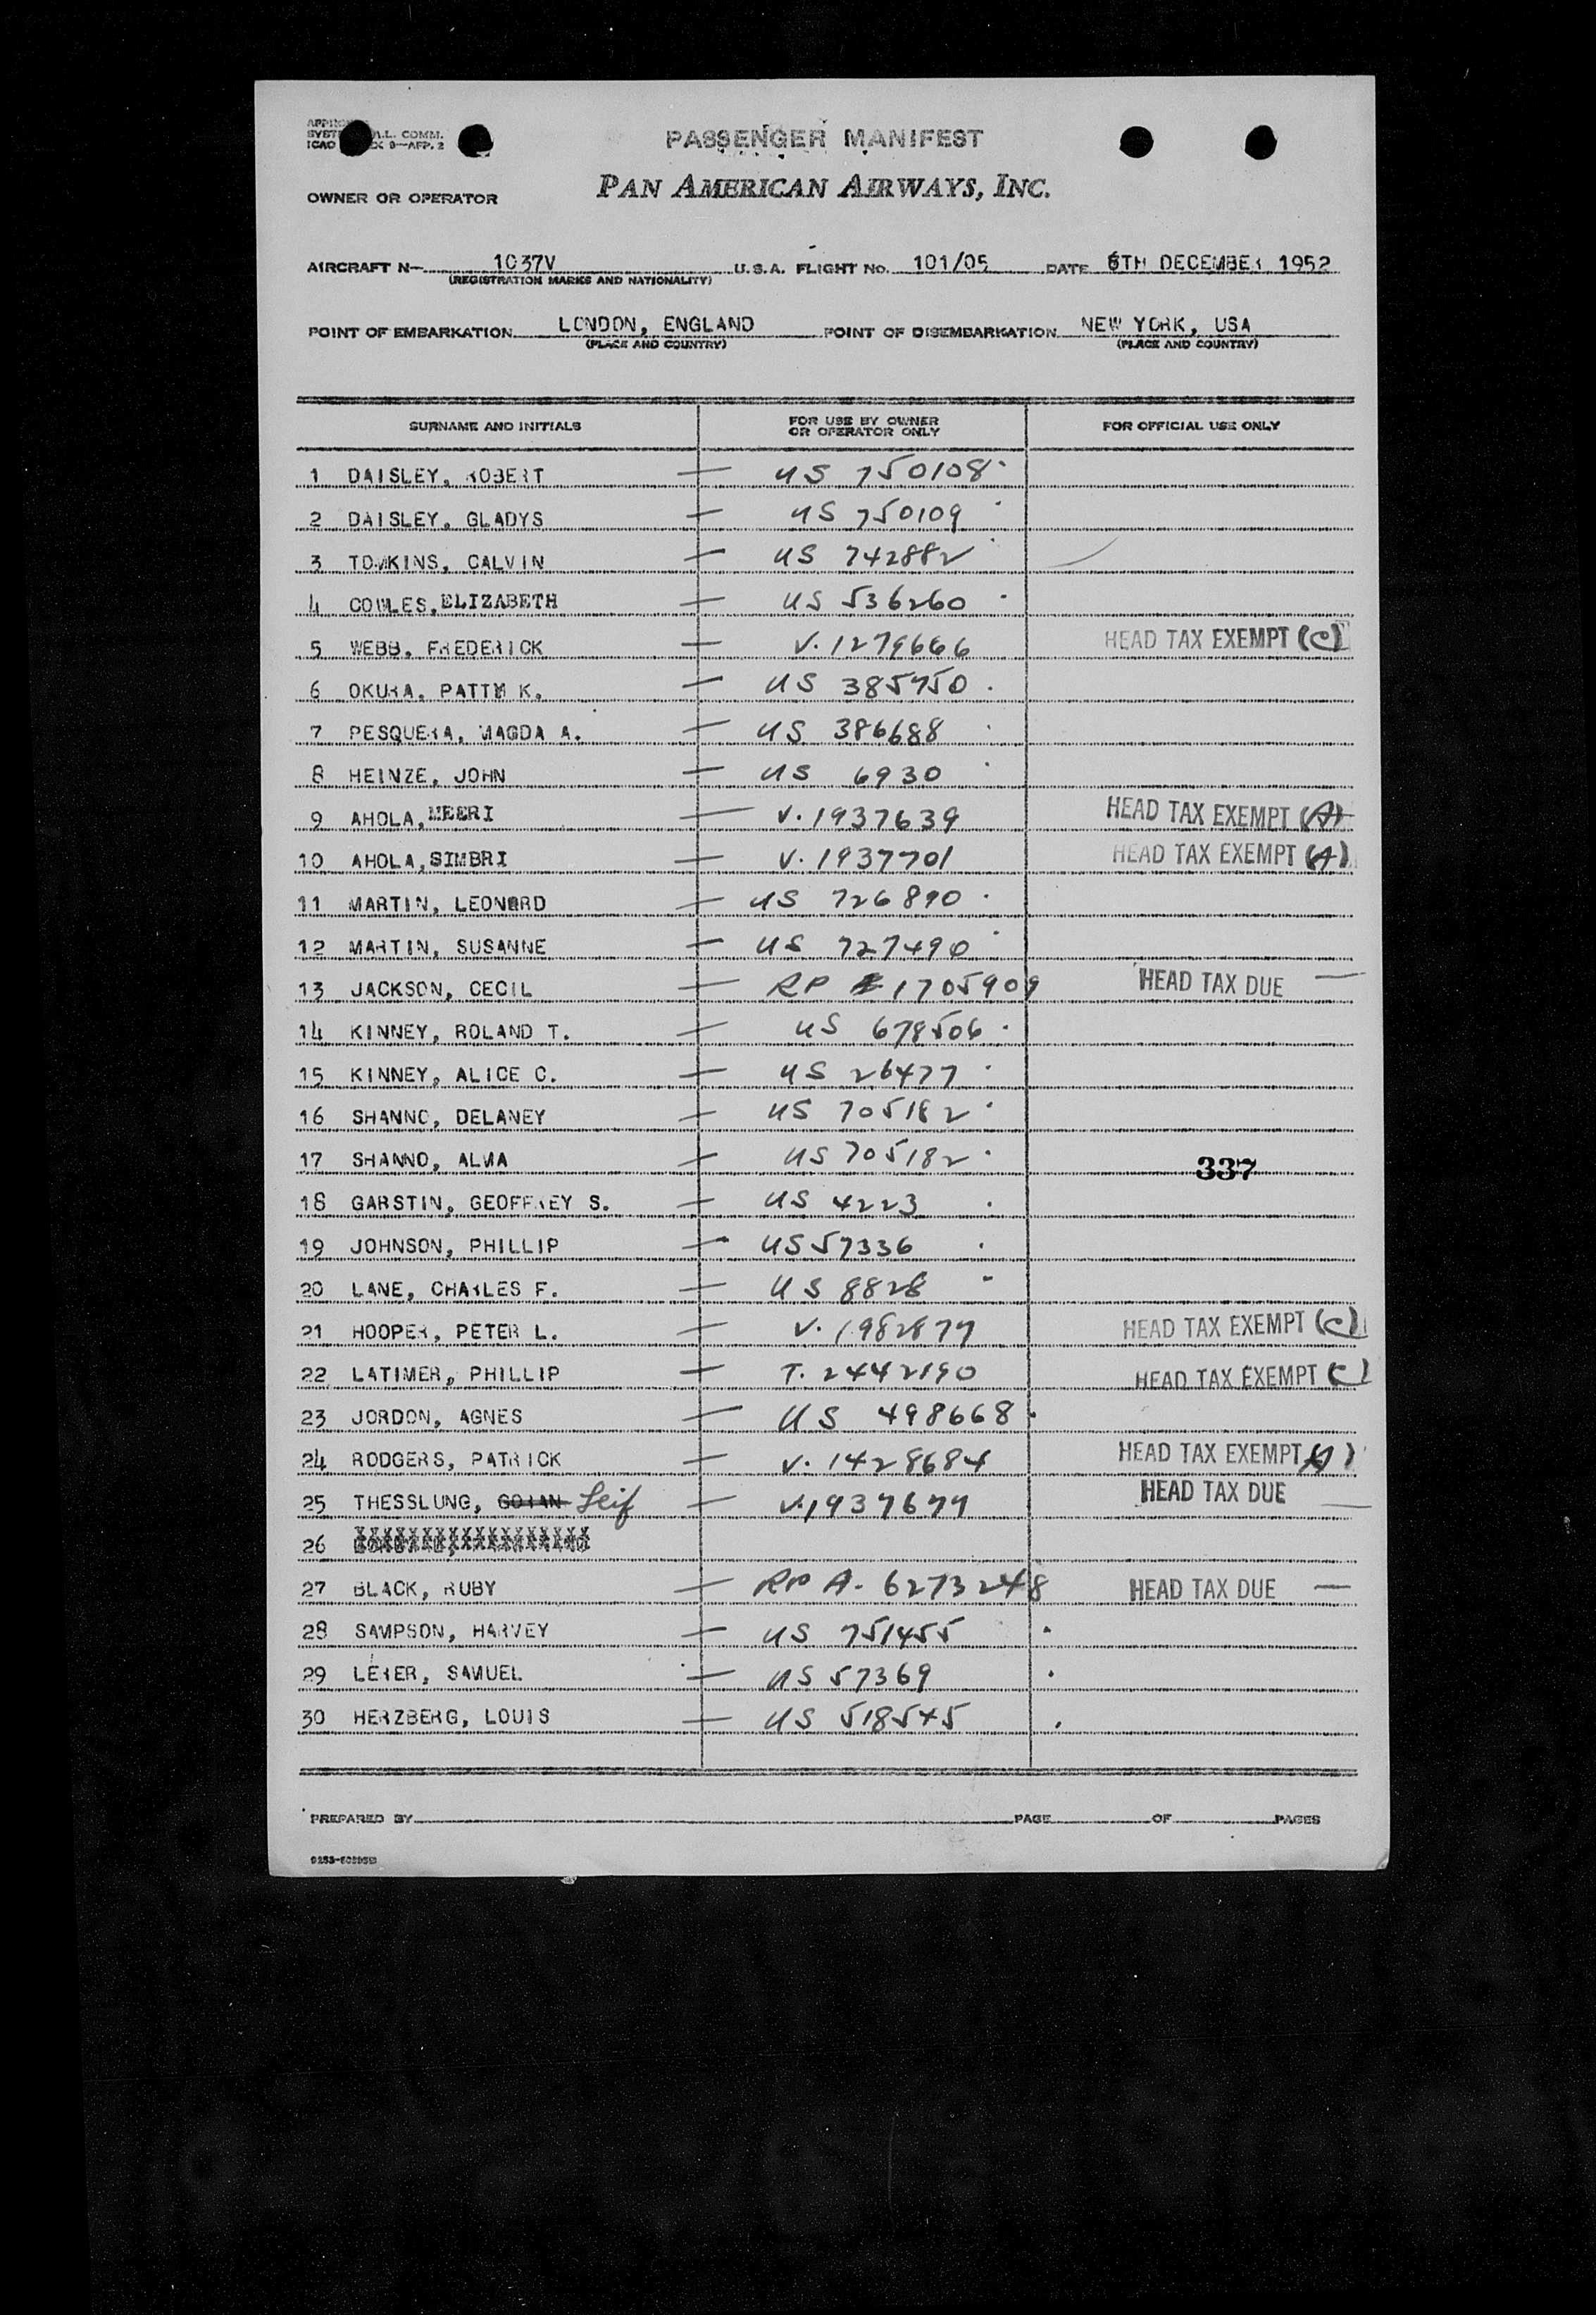 PASSENGER MANIFEST
SYST AL. COMM.
ICAO 9—APP. 2
OWNER OR OPERATOR PAN AMERICAN AIRWAYS, INC.
AIRCRAFT N— 1037V U.S.A. FLIGHT No. 101/05 DATE 6TH DECEMBER 1952
(REGISTRATION MARKS AND NATIONALITY)
POINT OF EMBARKATION LONDON, ENGLAND POINT OF DISEMBARKATION NEW YORK, USA
(PLACE AND COUNTRY) (PLACE AND COUNTRY)
SURNAME AND INITIALS FOR USE BY OWNER OR OPERATOR ONLY FOR OFFICIAL USE ONLY
1 DAISLEY, ROBERT — US 750108
2 DAISLEY, GLADYS — US 750109
3 TOMKINS, CALVIN — US 742882
4 COWLES, ELIZABETH — US 536260
5 WEBB, FREDERICK — V. 1279666 HEAD TAX EXEMPT (C)
6 OKURA, PATTY K. — US 385750
7 PESQUERA, MAGDA A. — US 386688
8 HEINZE, JOHN — US 6930
9 AHOLA, MEERI — V. 1937639 HEAD TAX EXEMPT (A)
10 AHOLA, SIMBRI — V. 1937701 HEAD TAX EXEMPT (A)
11 MARTIN, LEONARD — US 726890
12 MARTIN, SUSANNE — US 727490
13 JACKSON, CECIL — RP 1705909 HEAD TAX DUE —
14 KINNEY, ROLAND T. — US 678506
15 KINNEY, ALICE C. — US 26477
16 SHANNO, DELANEY — US 705182
17 SHANNO, ALMA — US 705182 337
18 GARSTIN, GEOFFREY S. — US 4223
19 JOHNSON, PHILLIP — US 57336
20 LANE, CHARLES F. — US 8828
21 HOOPER, PETER L. — V. 1982877 HEAD TAX EXEMPT (C)
22 LATIMER, PHILLIP — T. 2442190 HEAD TAX EXEMPT (C)
23 JORDON, AGNES — US 498668
24 RODGERS, PATRICK — V. 1428684 HEAD TAX EXEMPT (A)
25 THESSLUNG, GORAN Leif — V. 1937677 HEAD TAX DUE —
26
27 BLACK, RUBY — RP A- 6273248 HEAD TAX DUE —
28 SAMPSON, HARVEY — US 751455
29 LERER, SAMUEL — US 57369
30 HERZBERG, LOUIS — US 518545
PREPARED BY PAGE OF PAGES